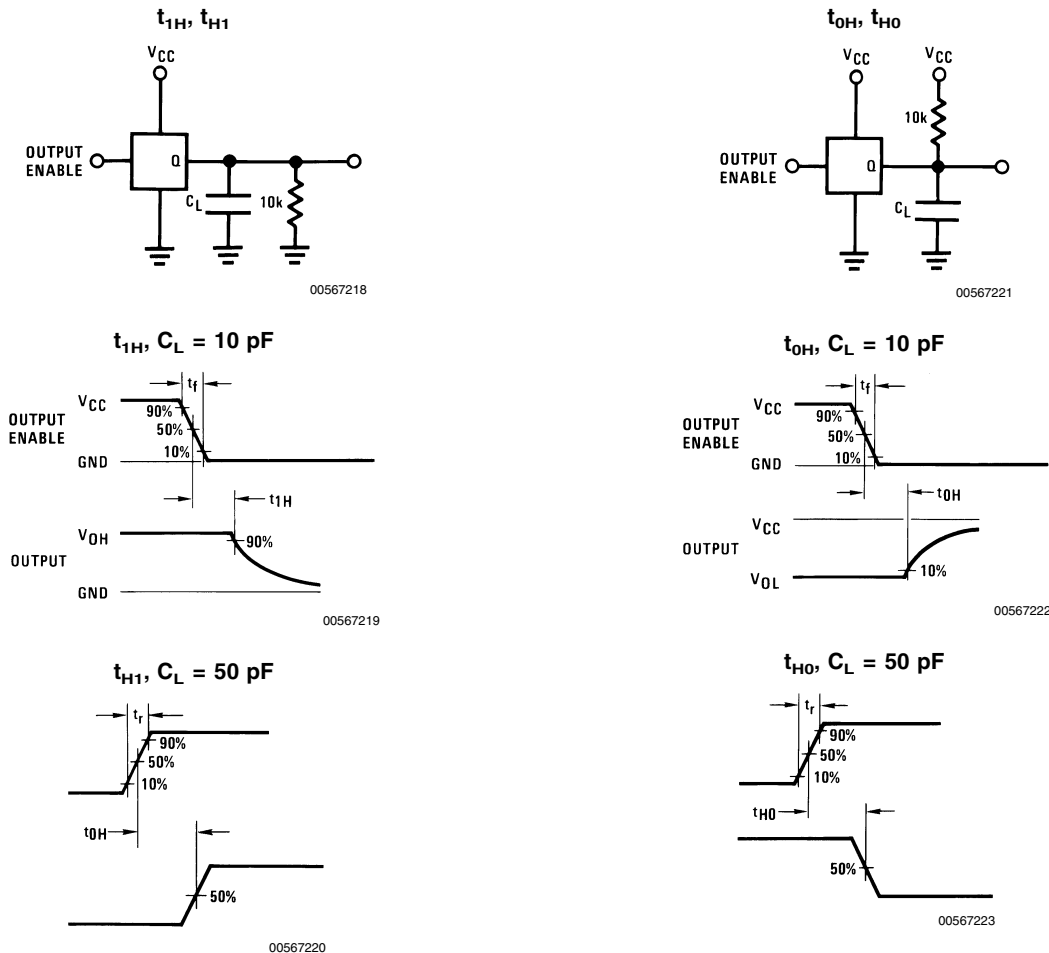 t1H, tH1
VCC
OUTPUT
ENABLE
Q
CL
10k
00567218
t0H, tH0
VCC
VCC
10k
OUTPUT
ENABLE
Q
CL
00567221
t1H, CL = 10 pF
tf
VCC
90%
OUTPUT
ENABLE
50%
10%
GND
t1H
VOH
90%
OUTPUT
GND
00567219
t0H, CL = 10 pF
tf
VCC
90%
OUTPUT
ENABLE
50%
10%
GND
t0H
VCC
OUTPUT
10%
VOL
00567222
tH1, CL = 50 pF
tr
90%
50%
10%
t0H
50%
00567220
tH0, CL = 50 pF
tr
90%
50%
10%
tH0
50%
00567223